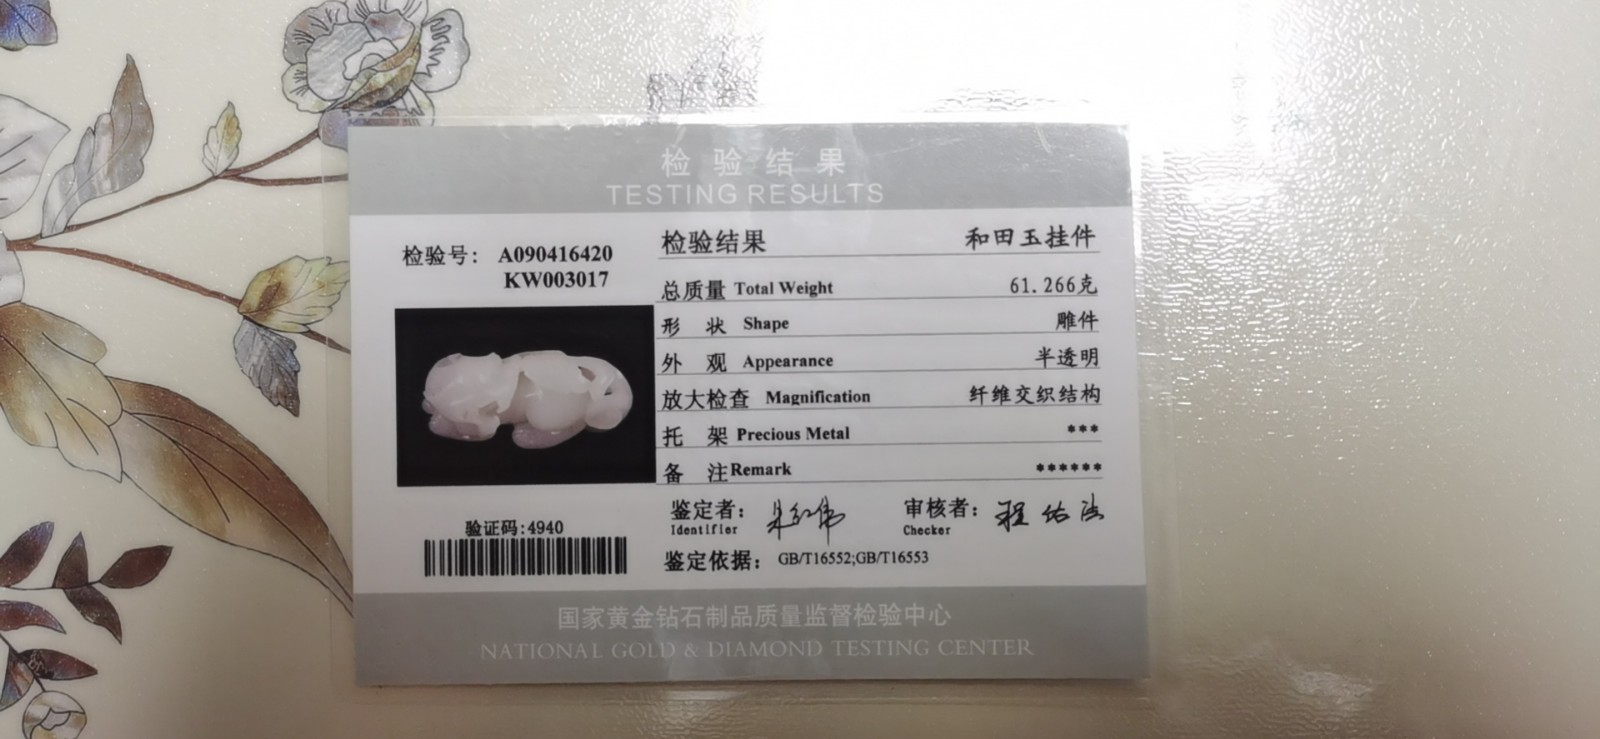 检验结果
TESTING RESULTS
检验号: A090416420
KW003017
验证码:4940
检验结果 和田玉挂件
总质量 Total Weight 61.266克
形状 Shape 雕件
外观 Appearance 半透明
放大检查 Magnification 纤维交织结构
托架 Precious Metal ***
备注 Remark ******
鉴定者: 审核者:
Identifier Checker
鉴定依据: GB/T16552;GB/T16553
国家黄金钻石制品质量监督检验中心
NATIONAL GOLD & DIAMOND TESTING CENTER